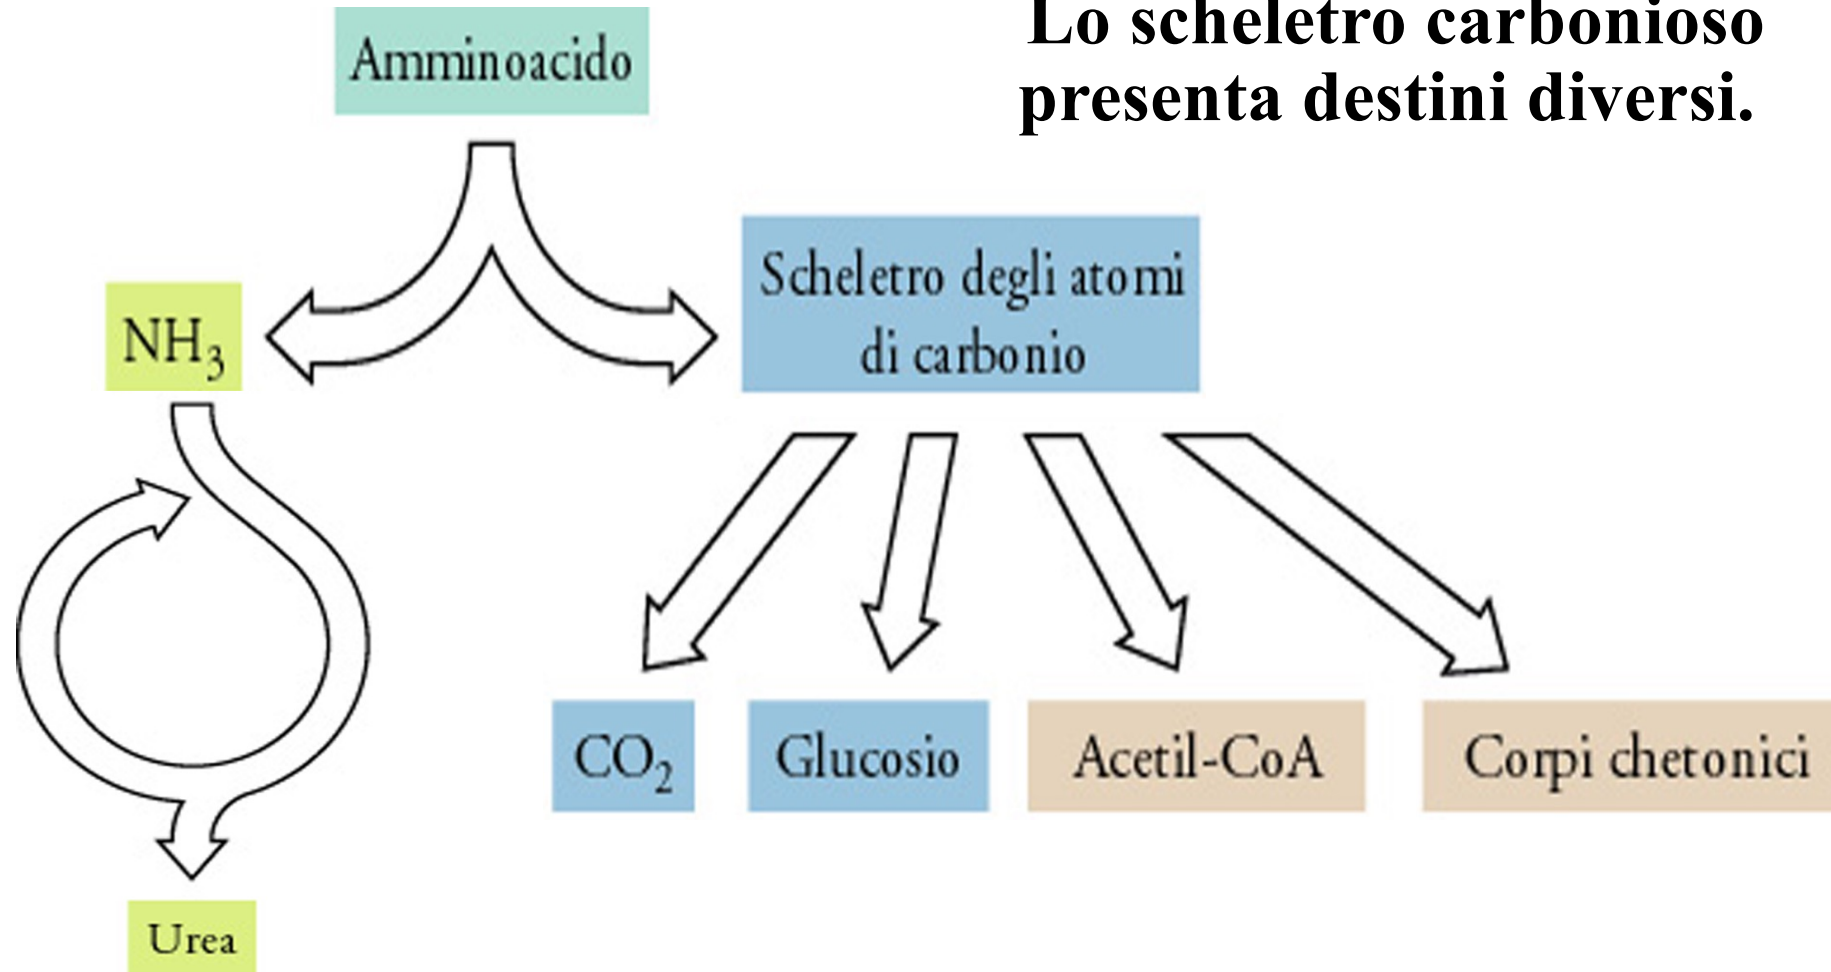 Lo scheletro carbonioso
presenta destini diversi.
Amminoacido
NH₃
Scheletro degli atomi
di carbonio
CO₂
Glucosio
Acetil-CoA
Corpi chetonici
Urea